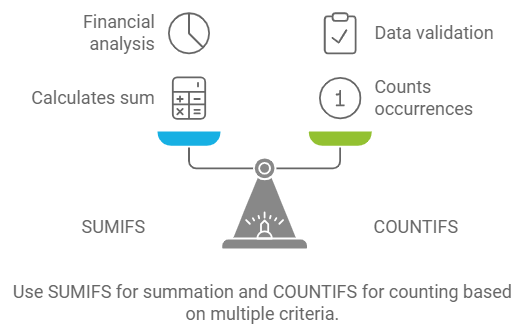 Financial
analysis
Data validation
Calculates sum
Counts
occurrences
1
SUMIFS
COUNTIFS
Use SUMIFS for summation and COUNTIFS for counting based
on multiple criteria.